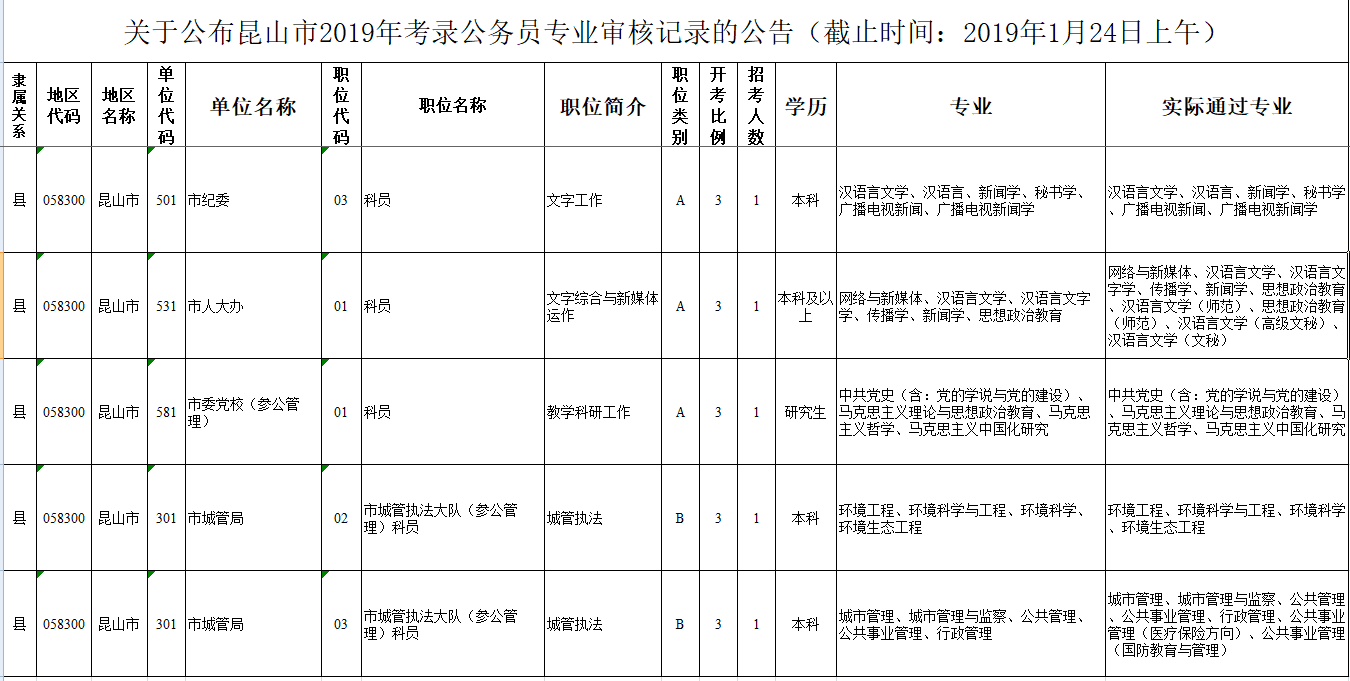 关于公布昆山市2019年考录公务员专业审核记录的公告（截止时间：2019年1月24日上午）
隶属关系 地区代码 地区名称 单位代码 单位名称 职位代码 职位名称 职位简介 职位类别 开考比例 招考人数 学历 专业 实际通过专业
县 058300 昆山市 501 市纪委 03 科员 文字工作 A 3 1 本科 汉语言文学、汉语言、新闻学、秘书学、广播电视新闻、广播电视新闻学 汉语言文学、汉语言、新闻学、秘书学、广播电视新闻、广播电视新闻学
县 058300 昆山市 531 市人大办 01 科员 文字综合与新媒体运作 A 3 1 本科及以上 网络与新媒体、汉语言文学、汉语言文字学、传播学、新闻学、思想政治教育 网络与新媒体、汉语言文学、汉语言文字学、传播学、新闻学、思想政治教育、汉语言文学（师范）、思想政治教育（师范）、汉语言文学（高级文秘）、汉语言文学（文秘）
县 058300 昆山市 581 市委党校（参公管理） 01 科员 教学科研工作 A 3 1 研究生 中共党史（含：党的学说与党的建设）、马克思主义理论与思想政治教育、马克思主义哲学、马克思主义中国化研究 中共党史（含：党的学说与党的建设）、马克思主义理论与思想政治教育、马克思主义哲学、马克思主义中国化研究
县 058300 昆山市 301 市城管局 02 市城管执法大队（参公管理）科员 城管执法 B 3 1 本科 环境工程、环境科学与工程、环境科学、环境生态工程 环境工程、环境科学与工程、环境科学、环境生态工程
县 058300 昆山市 301 市城管局 03 市城管执法大队（参公管理）科员 城管执法 B 3 1 本科 城市管理、城市管理与监察、公共管理、公共事业管理、行政管理 城市管理、城市管理与监察、公共管理、公共事业管理、行政管理、公共事业管理（医疗保险方向）、公共事业管理（国防教育与管理）